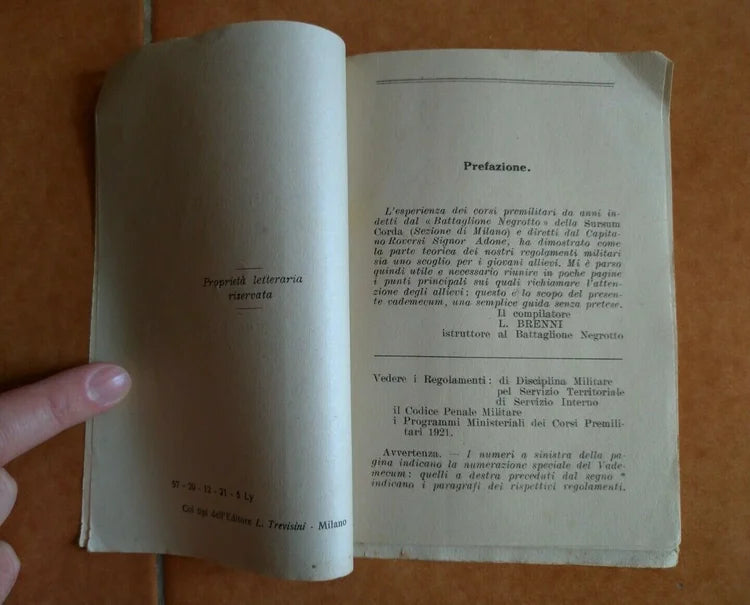 Proprietà letteraria
riservata
57 - 20 - 12 - 21 - 5 Ly
Coi tipi dell'Editore L. Trevisini - Milano
Prefazione.
L'esperienza dei corsi premilitari da anni in-
detti dal « Battaglione Negrotto » della Sursum
Corda (Sezione di Milano) e diretti dal Capita-
no Roversi Signor Adone, ha dimostrato come
la parte teorica dei nostri regolamenti militari
sia uno scoglio per i giovani allievi. Mi è parso
quindi utile e necessario riunire in poche pagine
i punti principali sui quali richiamare l'atten-
zione degli allievi; questo è lo scopo del presen-
te vademecum, una semplice guida senza pretese.
Il compilatore
L. BRENNI
istruttore al Battaglione Negrotto
Vedere i Regolamenti: di Disciplina Militare
pel Servizio Territoriale
di Servizio Interno
il Codice Penale Militare
i Programmi Ministeriali dei Corsi Premili-
tari 1921.
Avvertenza. — I numeri a sinistra della pa-
gina indicano la numerazione speciale del Vade-
mecum; quelli a destra preceduti dal segno *
indicano i paragrafi dei rispettivi regolamenti.